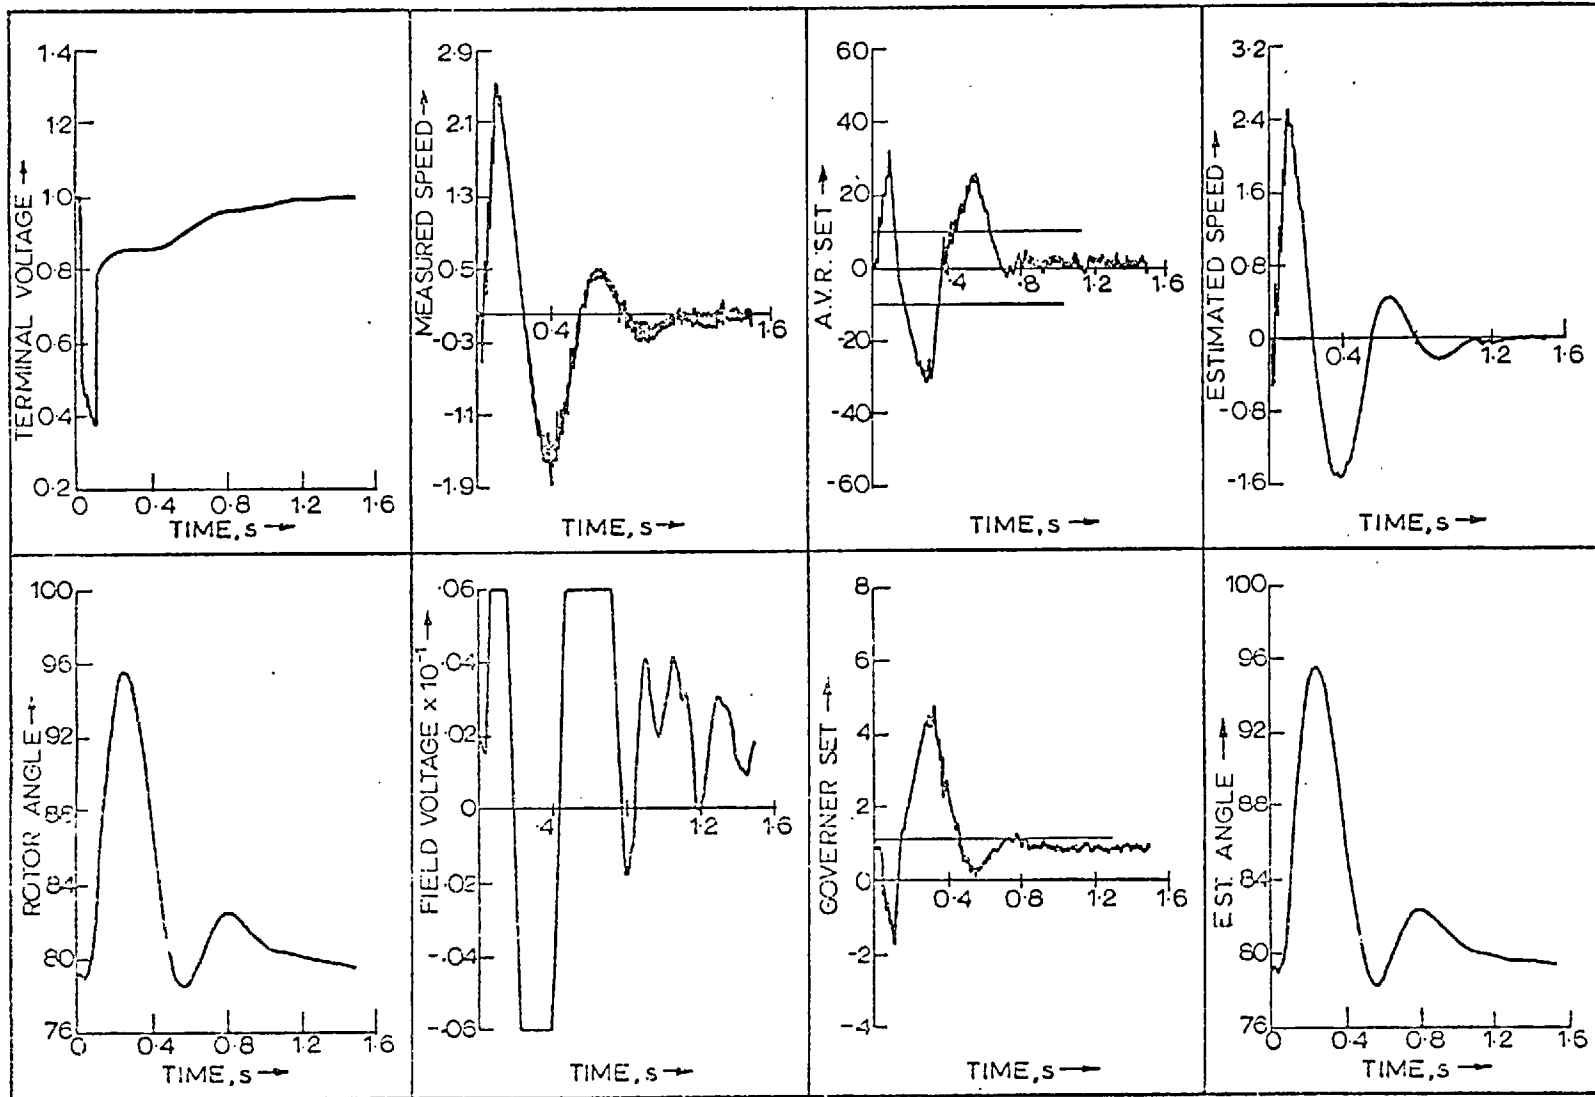 1.4
1.2
1.0
0.8
0.6
0.4
0.2
0 0.4 0.8 1.2 1.6
TERMINAL VOLTAGE →
TIME, s →
2.9
2.1
1.3
0.5
-0.3
-1.1
-1.9
0.4 1.6
MEASURED SPEED →
TIME, s →
60
40
20
0
-20
-40
-60
.4 .8 1.2 1.6
A.V.R. SET →
TIME, s →
3.2
2.4
1.6
0.8
0
-0.8
-1.6
0.4 1.2 1.6
ESTIMATED SPEED →
TIME, s →
100
96
92
88
84
80
76
0 0.4 0.8 1.2 1.6
ROTOR ANGLE →
TIME, s →
.06
.04
.02
0
-.02
-.04
-.06
.4 1.2 1.6
FIELD VOLTAGE x 10⁻¹ →
TIME, s →
8
6
4
2
0
-2
-4
0.4 0.8 1.2 1.6
GOVERNER SET →
TIME, s →
100
96
92
88
84
80
76
0 0.4 0.8 1.2 1.6
EST. ANGLE →
TIME, s →